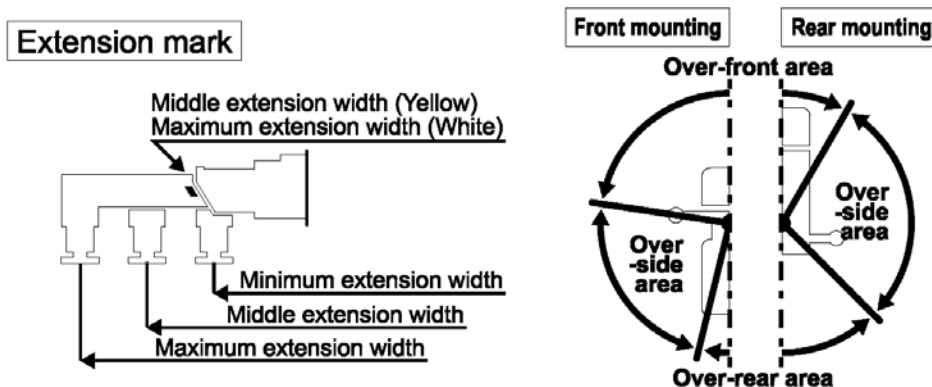 Extension mark
Middle extension width (Yellow)
Maximum extension width (White)
Minimum extension width
Middle extension width
Maximum extension width
Front mounting
Rear mounting
Over-front area
Over
-side
area
Over
-side
area
Over-rear area